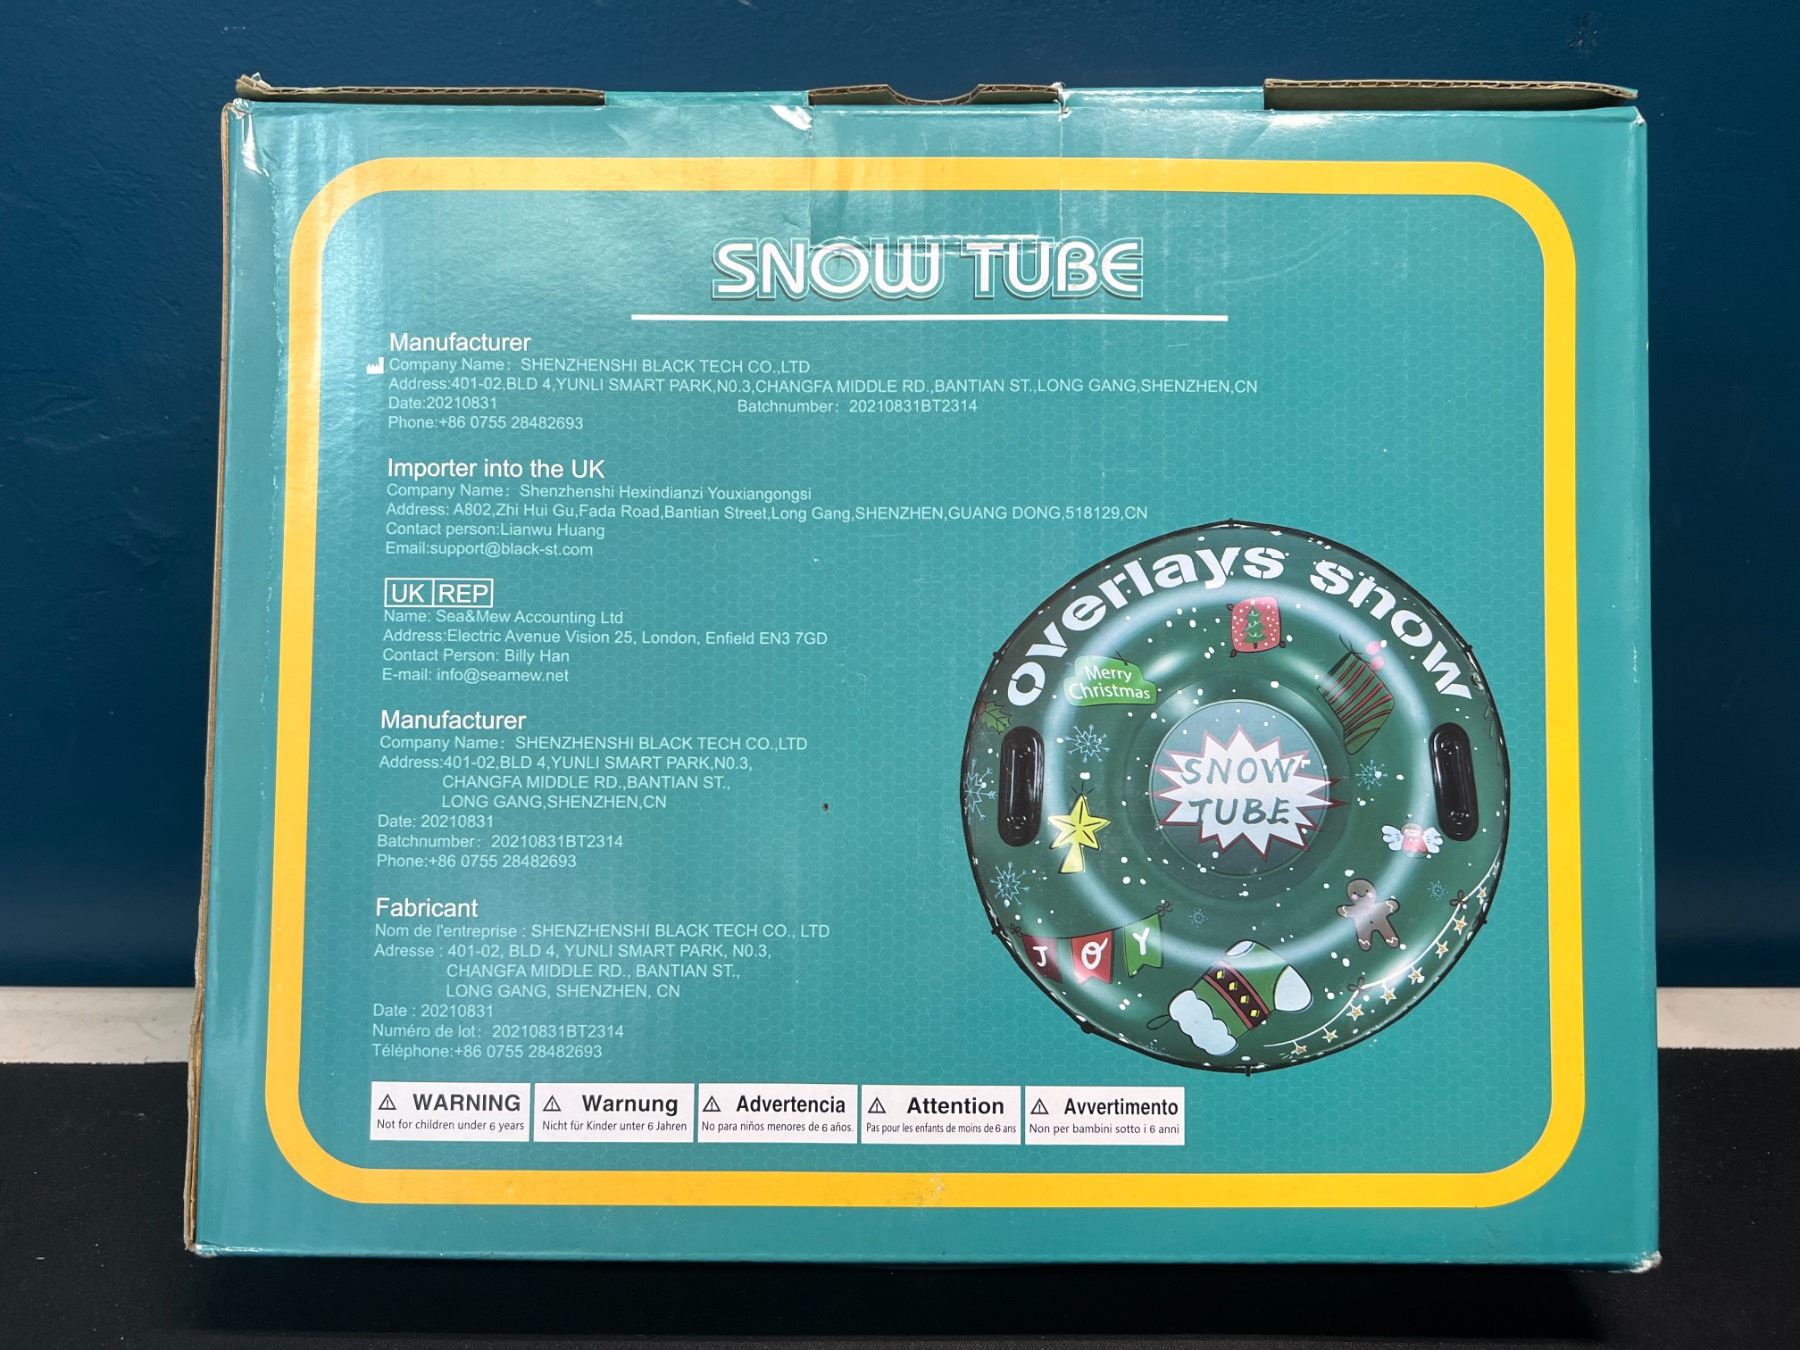 SNOW TUBE
Manufacturer
Company Name: SHENZHENSHI BLACK TECH CO.,LTD
Address:401-02,BLD 4,YUNLI SMART PARK,N0.3,CHANGFA MIDDLE RD.,BANTIAN ST.,LONG GANG,SHENZHEN,CN
Date:20210831 Batchnumber: 20210831BT2314
Phone:+86 0755 28482693
Importer into the UK
Company Name: Shenzhenshi Hexindianzi Youxiangongsi
Address: A802,Zhi Hui Gu,Fada Road,Bantian Street,Long Gang,SHENZHEN,GUANG DONG,518129,CN
Contact person:Lianwu Huang
Email:support@black-st.com
UK REP
Name: Sea&Mew Accounting Ltd
Address:Electric Avenue Vision 25, London, Enfield EN3 7GD
Contact Person: Billy Han
E-mail: info@seamew.net
Manufacturer
Company Name: SHENZHENSHI BLACK TECH CO.,LTD
Address:401-02,BLD 4,YUNLI SMART PARK,N0.3,
CHANGFA MIDDLE RD.,BANTIAN ST.,
LONG GANG,SHENZHEN,CN
Date: 20210831
Batchnumber: 20210831BT2314
Phone:+86 0755 28482693
Fabricant
Nom de l'entreprise : SHENZHENSHI BLACK TECH CO., LTD
Adresse : 401-02, BLD 4, YUNLI SMART PARK, N0.3,
CHANGFA MIDDLE RD., BANTIAN ST.,
LONG GANG, SHENZHEN, CN
Date : 20210831
Numéro de lot: 20210831BT2314
Téléphone:+86 0755 28482693
overlays snow
Merry
Christmas
SNOW
TUBE
JOY
⚠ WARNING
Not for children under 6 years
⚠ Warnung
Nicht für Kinder unter 6 Jahren
⚠ Advertencia
No para niños menores de 6 años.
⚠ Attention
Pas pour les enfants de moins de 6 ans
⚠ Avvertimento
Non per bambini sotto i 6 anni